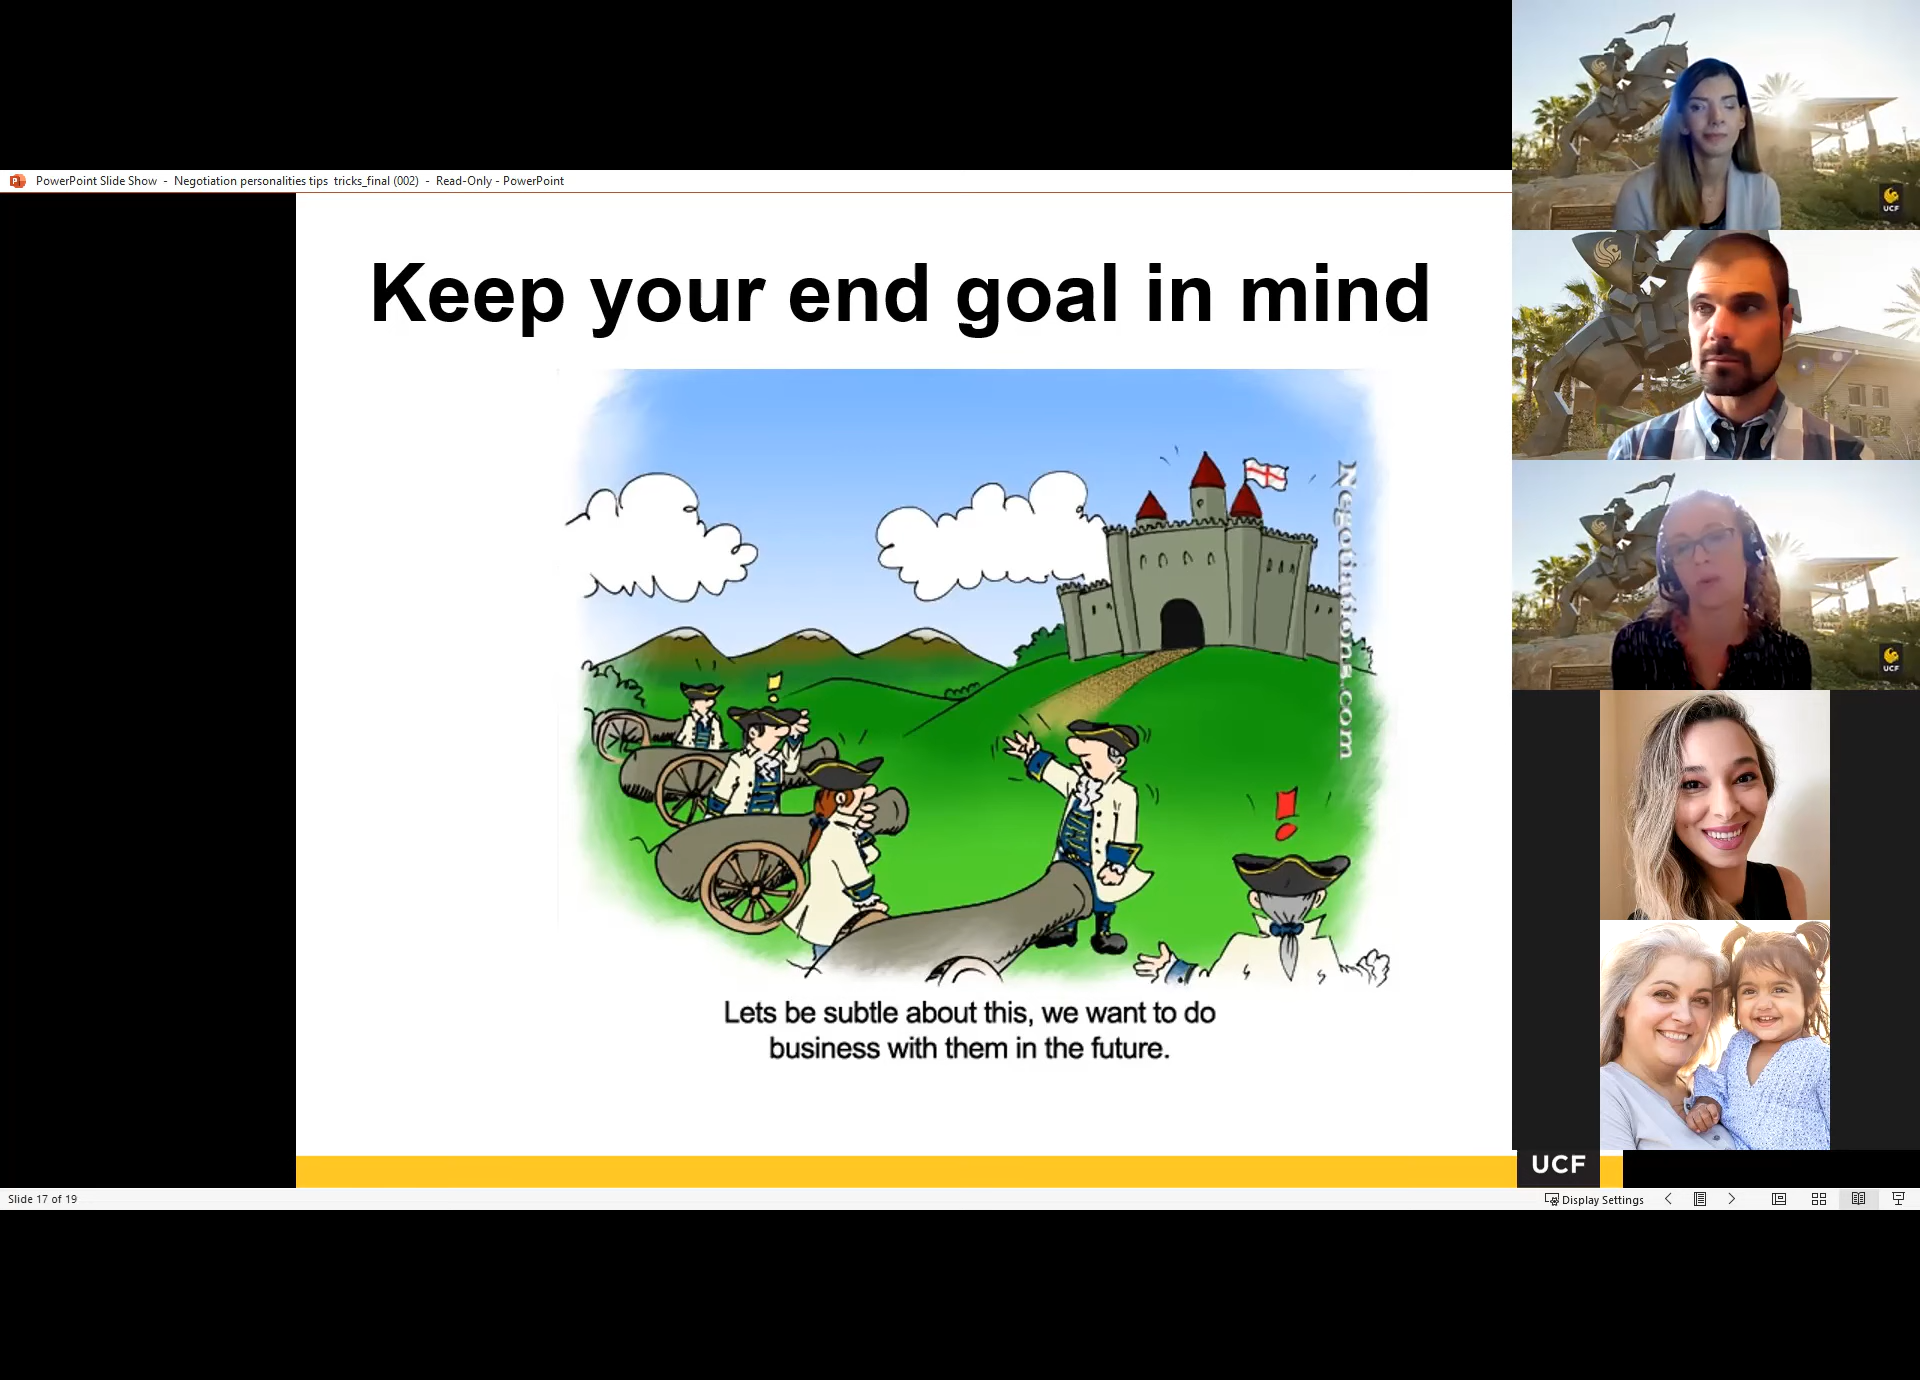 PowerPoint Slide Show - Negotiation personalities tips tricks_final (002) - Read-Only - PowerPoint
Keep your end goal in mind
Negotiations.com
Lets be subtle about this, we want to do
business with them in the future.
UCF
UCF
UCF
Slide 17 of 19
Display Settings